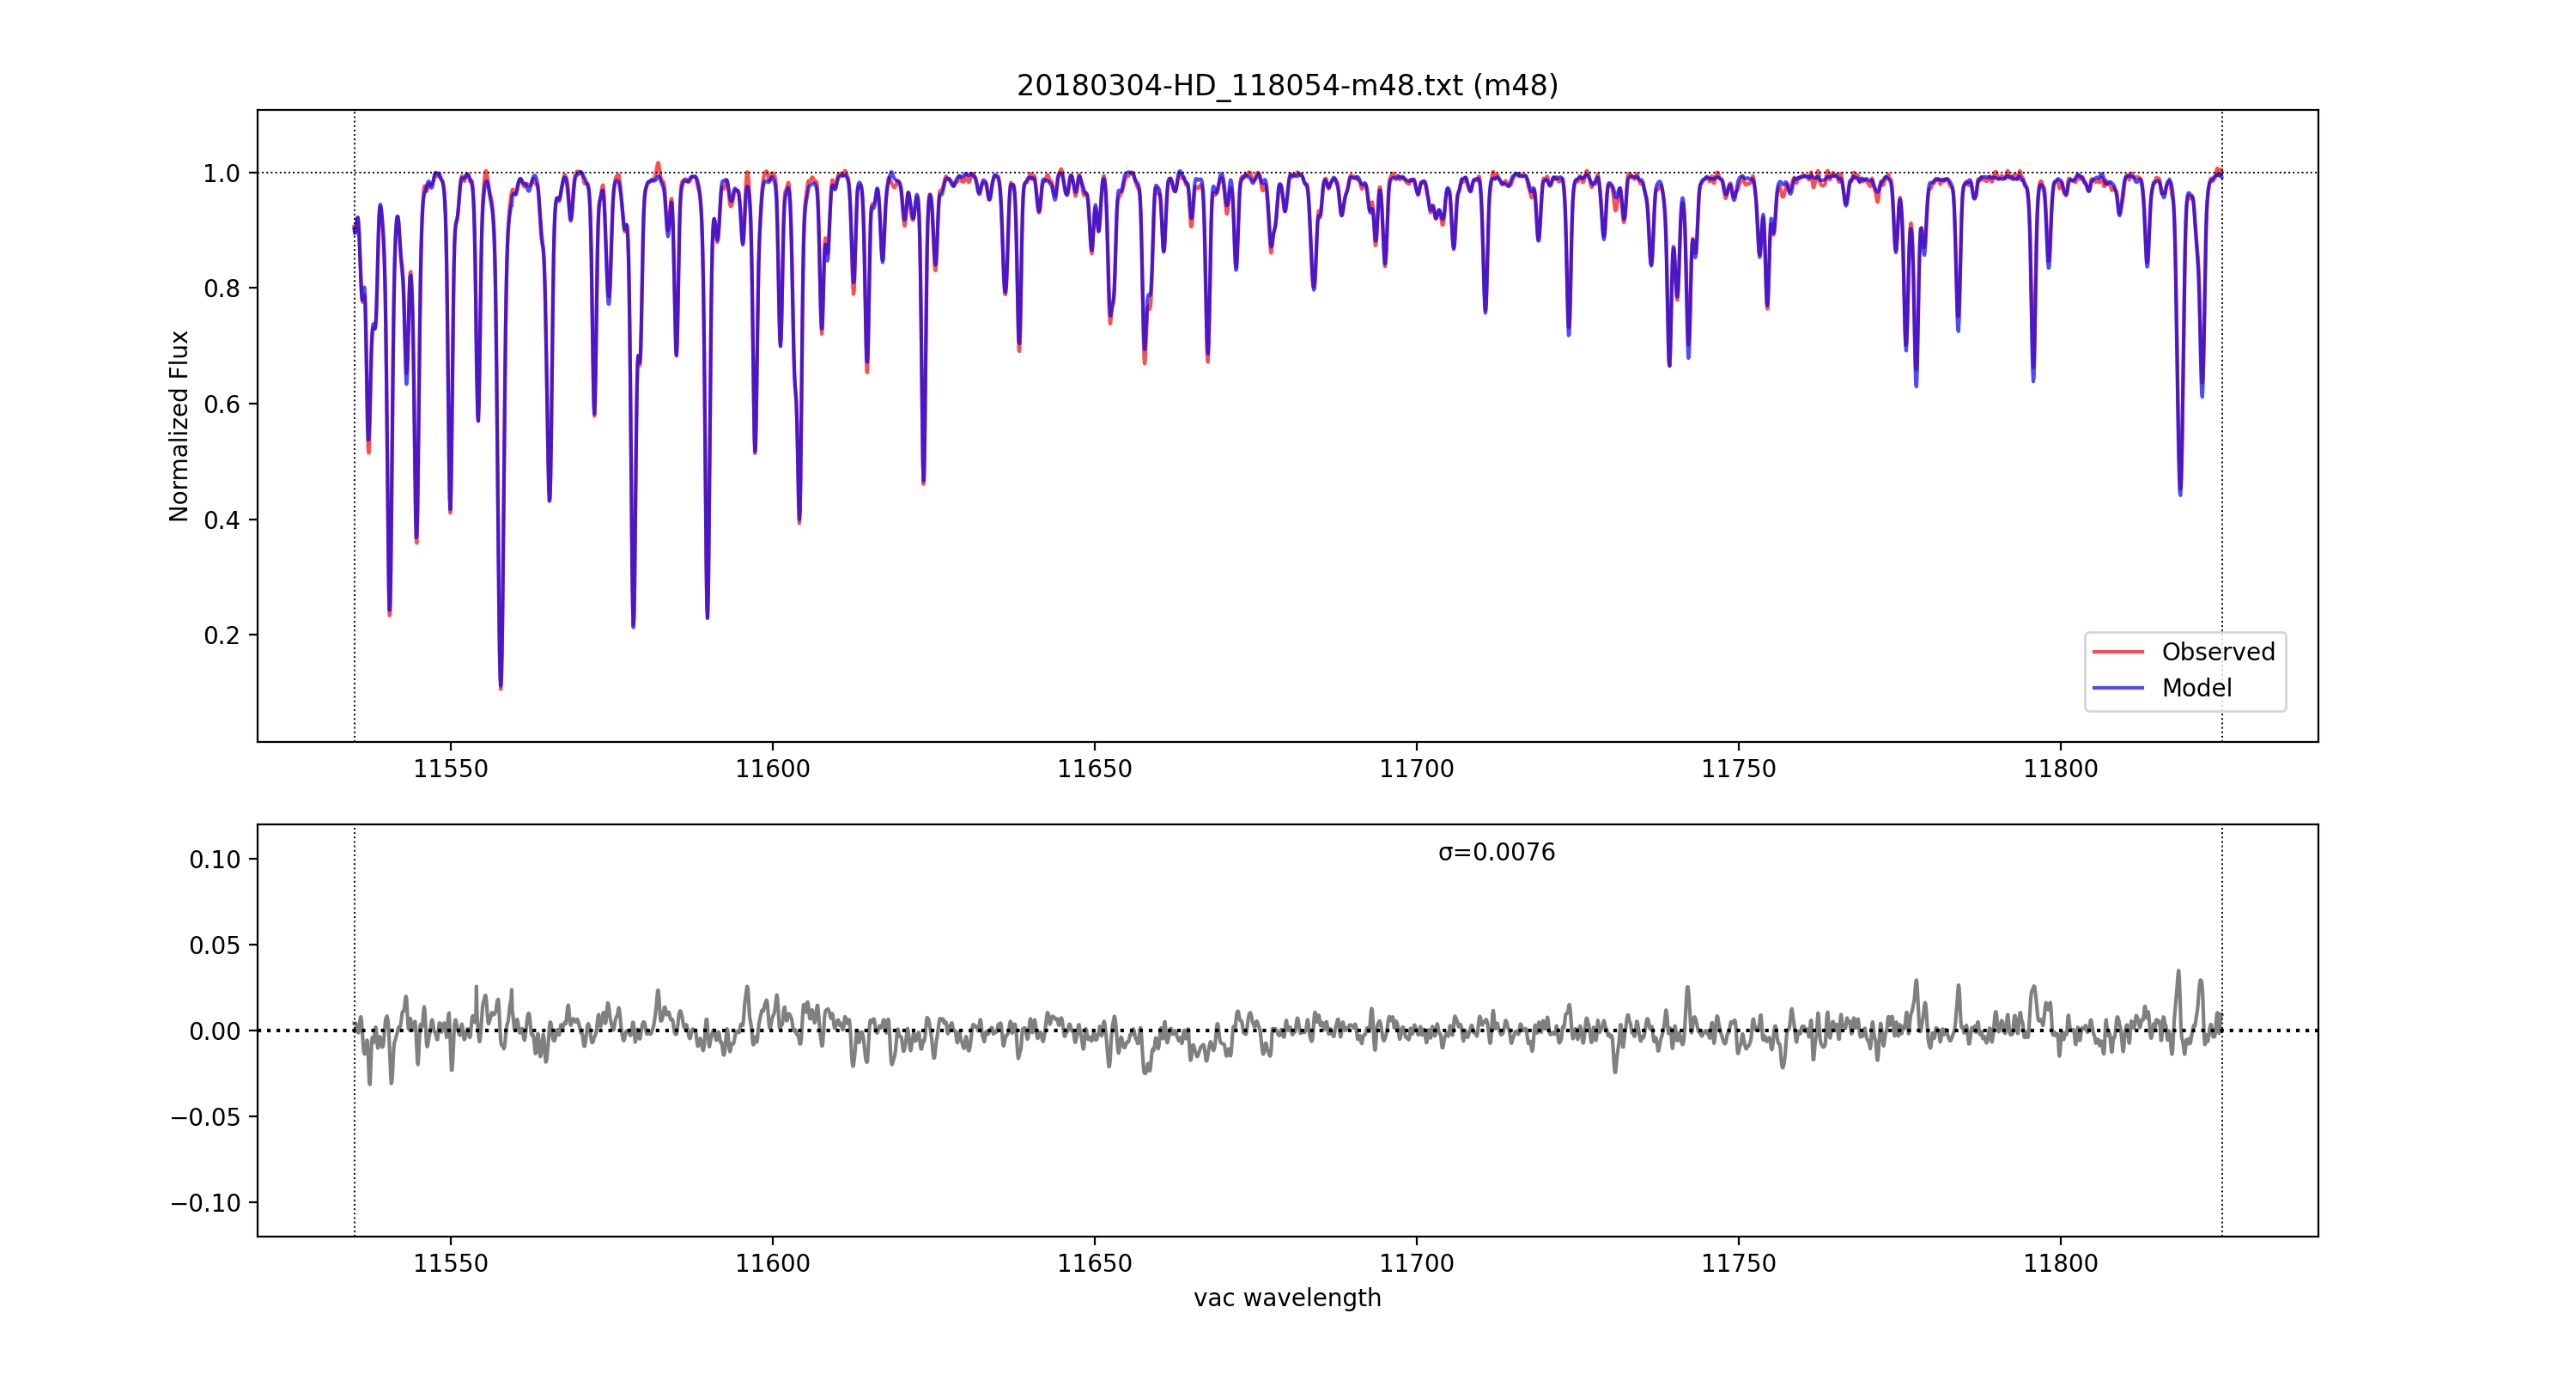 20180304-HD_118054-m48.txt (m48)
Normalized Flux
1.0
0.8
0.6
0.4
0.2
Observed
Model
11550 11600 11650 11700 11750 11800
σ=0.0076
0.10
0.05
0.00
−0.05
−0.10
11550 11600 11650 11700 11750 11800
vac wavelength